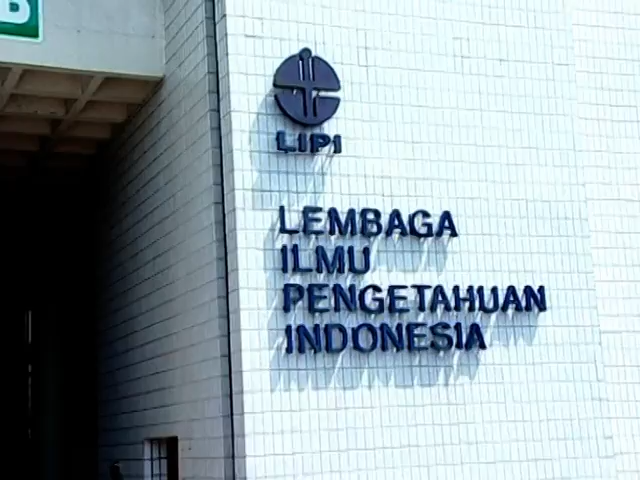 B
LIPI
LEMBAGA
ILMU
PENGETAHUAN
INDONESIA